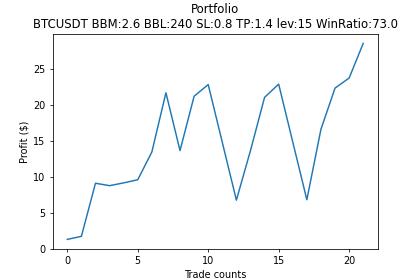 Portfolio
BTCUSDT BBM:2.6 BBL:240 SL:0.8 TP:1.4 lev:15 WinRatio:73.0
Profit ($)
25
20
15
10
5
0
0 5 10 15 20
Trade counts